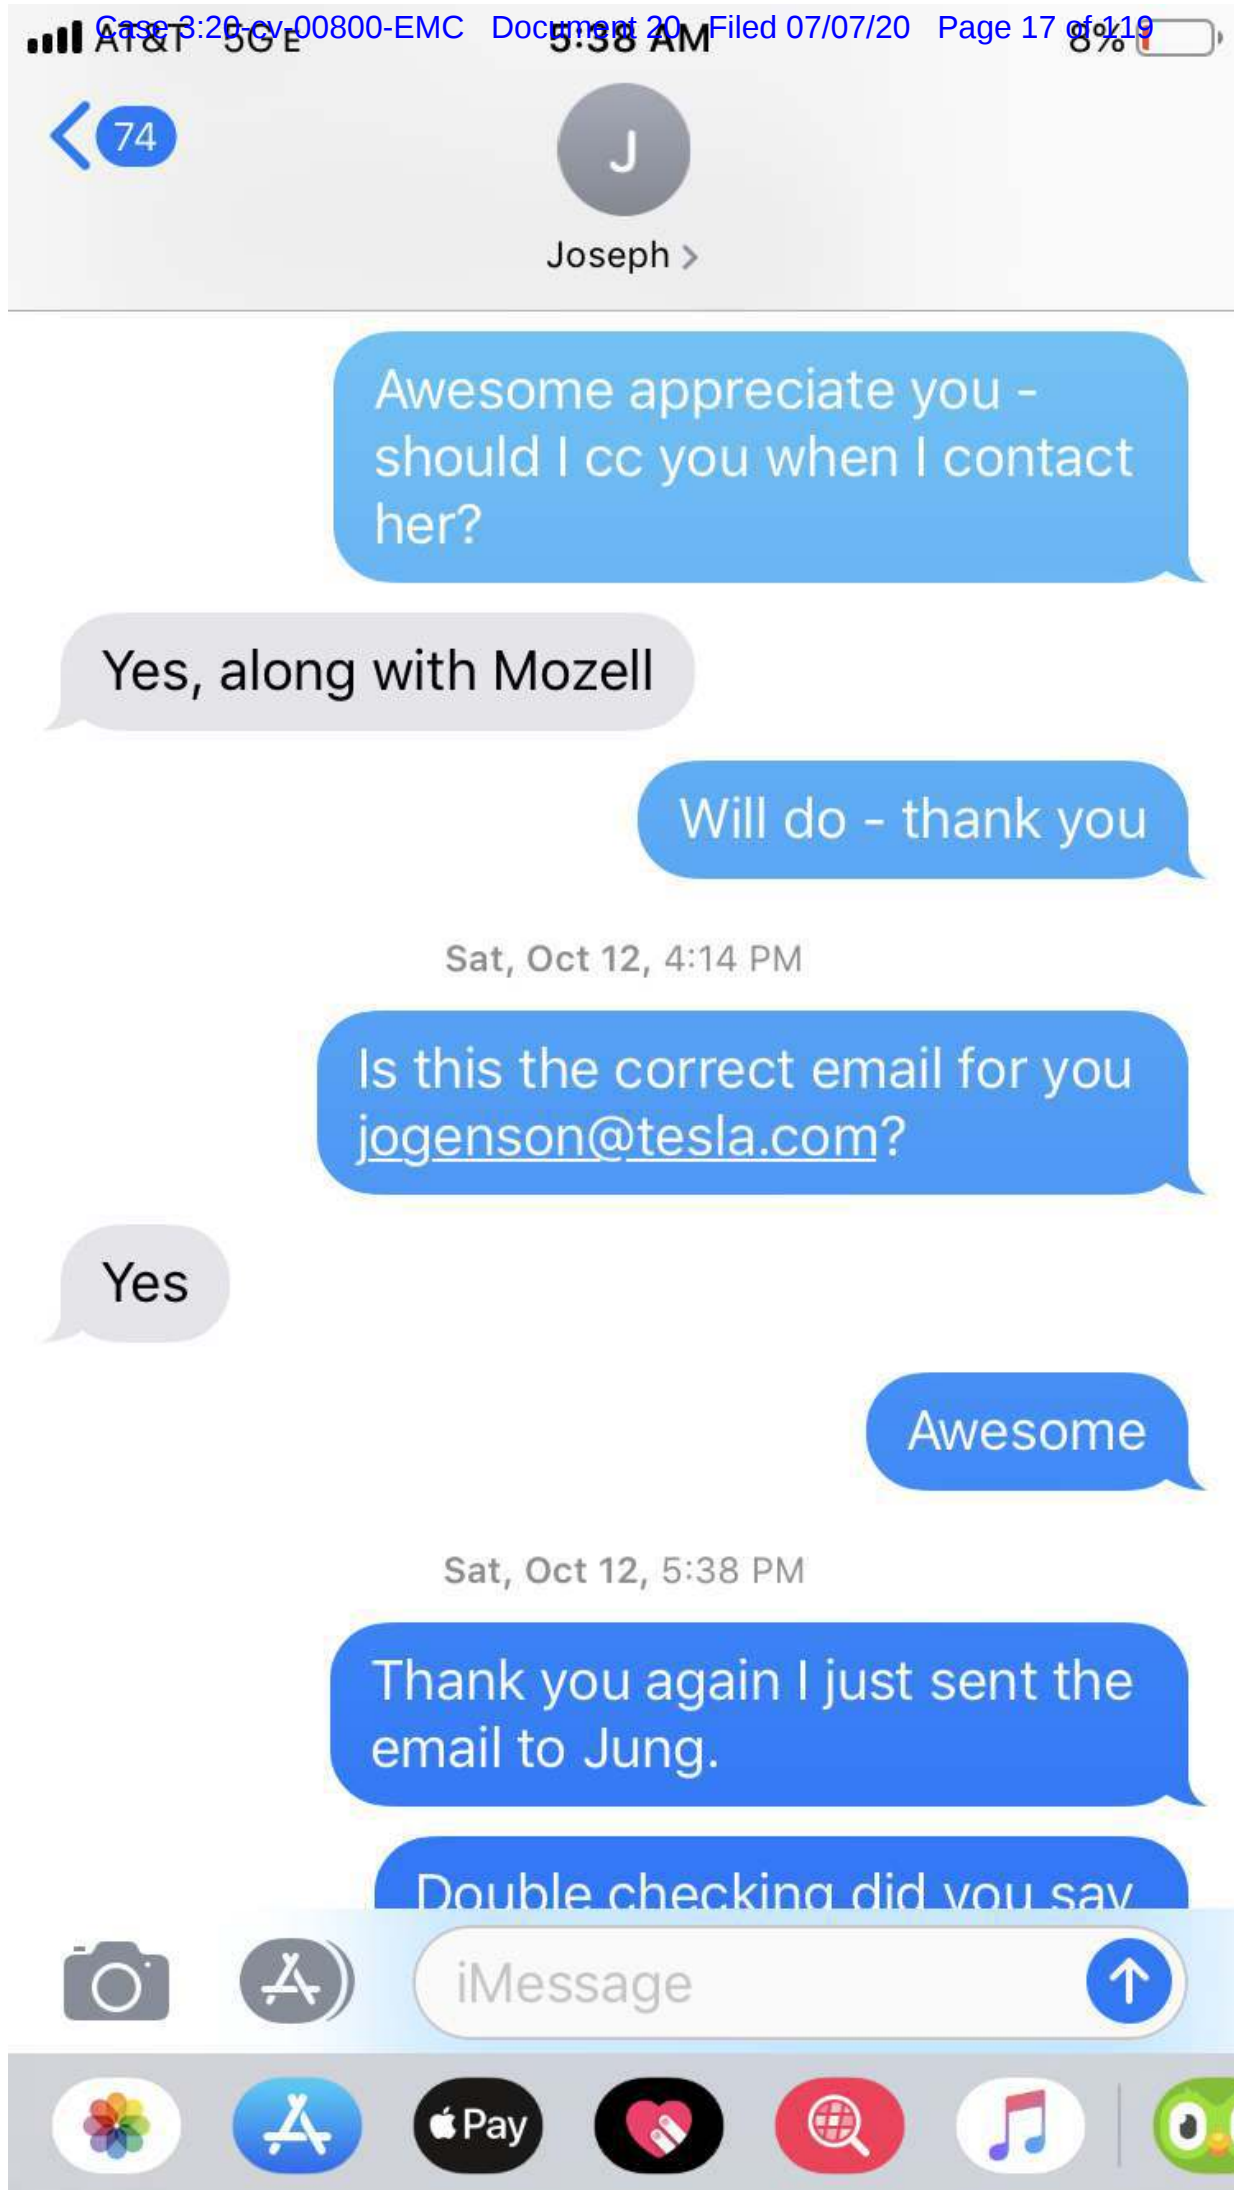 Case 3:20-cv-00800-EMC Document 20 Filed 07/07/20 Page 17 of 119
AT&T 5G E 5:38 AM 8%
74
J
Joseph
Awesome appreciate you -
should I cc you when I contact
her?
Yes, along with Mozell
Will do - thank you
Sat, Oct 12, 4:14 PM
Is this the correct email for you
jogenson@tesla.com?
Yes
Awesome
Sat, Oct 12, 5:38 PM
Thank you again I just sent the
email to Jung.
Double checking did you say
iMessage
Pay